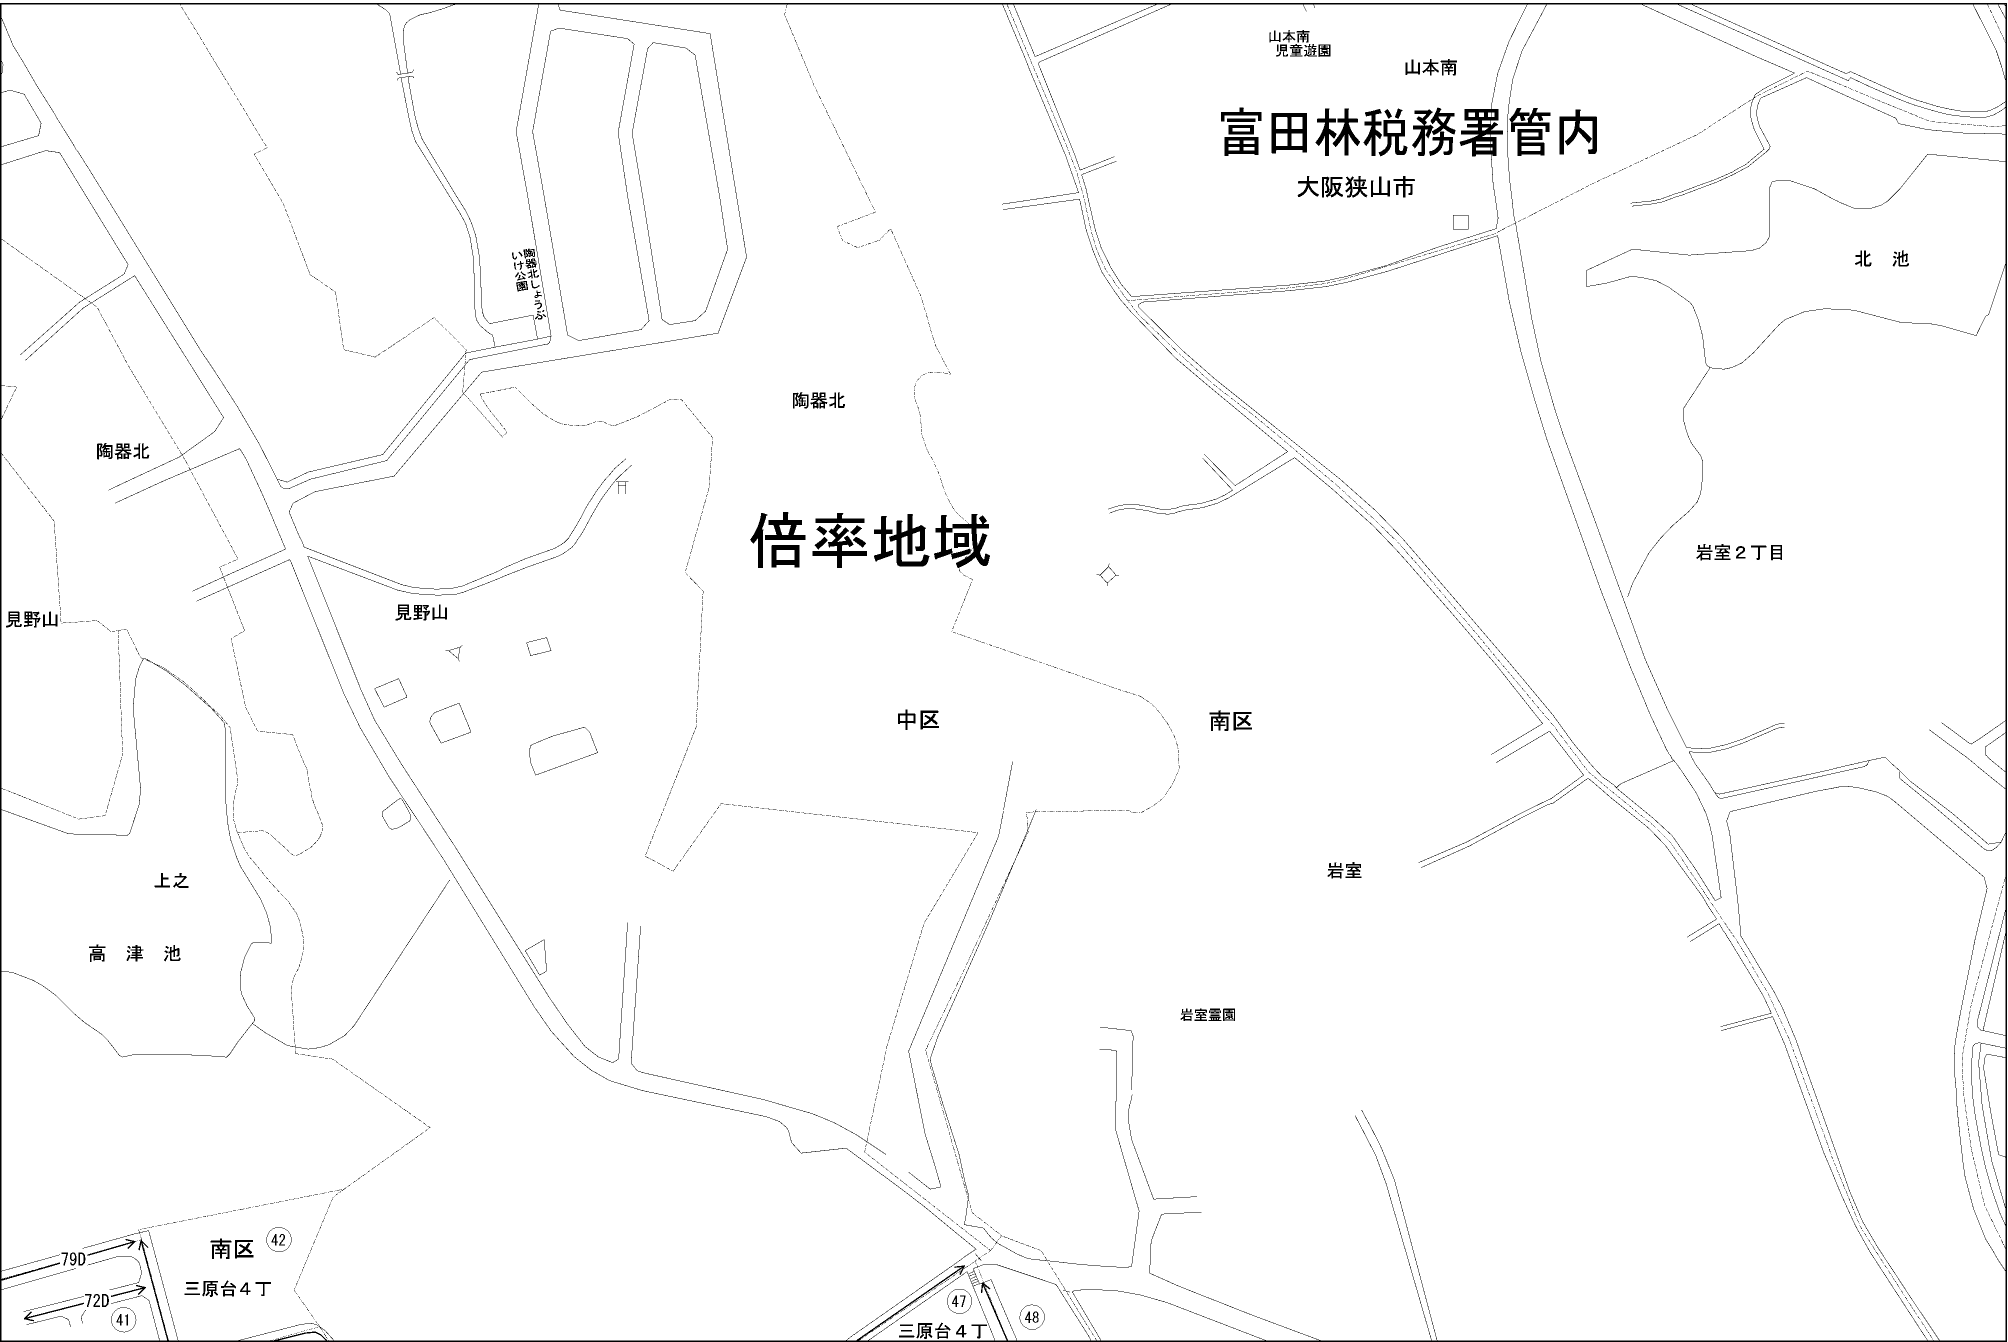 山本南
児童遊園
山本南
富田林税務署管内
大阪狭山市
北　池
陶器北しょうぶ
いけ公園
陶器北
陶器北
倍率地域
岩室２丁目
見野山
見野山
中区
南区
岩室
上之
高　津　池
岩室霊園
南区
42
79D
三原台４丁
72D
41
47
48
三原台４丁